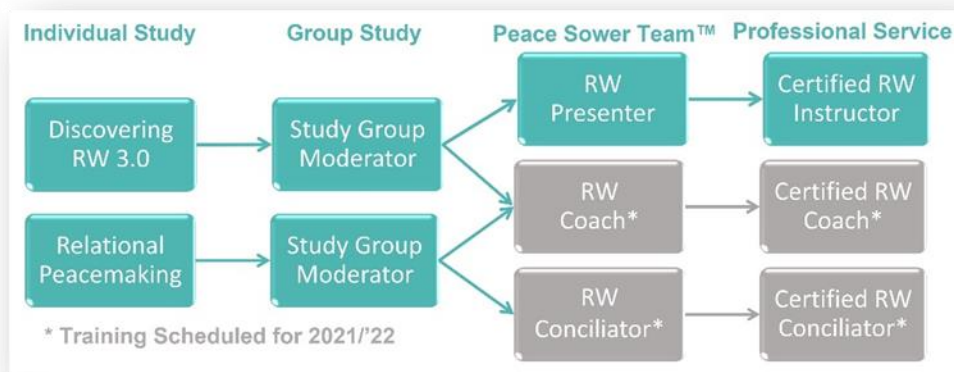 Individual Study
Group Study
Peace Sower Team™
Professional Service
Discovering
RW 3.0
Study Group
Moderator
RW
Presenter
Certified RW
Instructor
RW
Coach*
Certified RW
Coach*
Relational
Peacemaking
Study Group
Moderator
RW
Conciliator*
Certified RW
Conciliator*
* Training Scheduled for 2021/'22